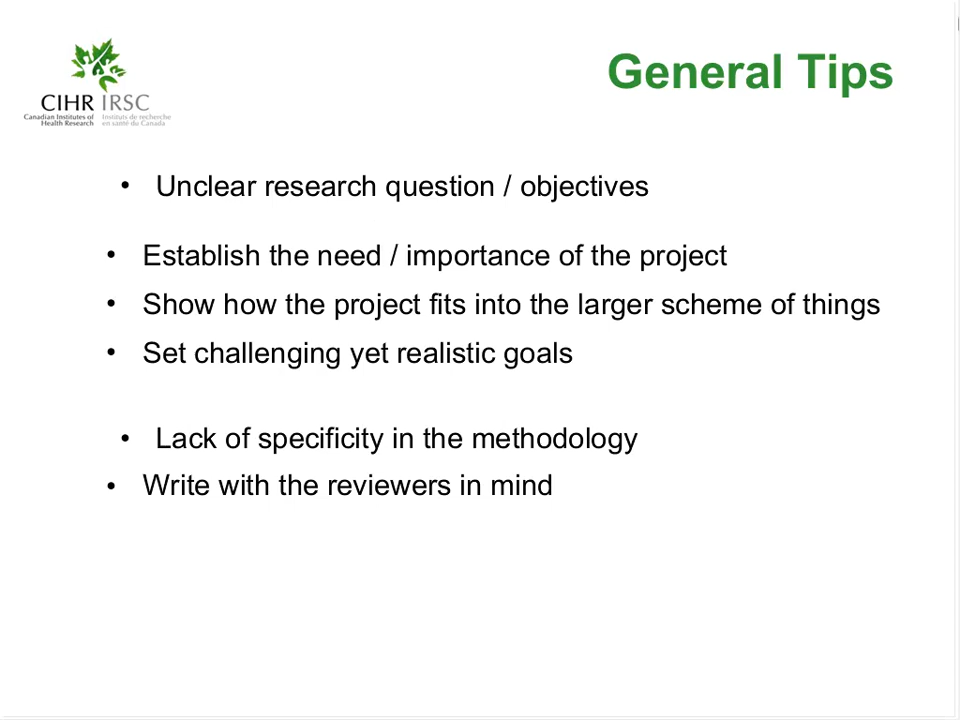 General Tips
CIHR IRSC
Canadian Institutes of Instituts de recherche
Health Research en santé du Canada
• Unclear research question / objectives
• Establish the need / importance of the project
• Show how the project fits into the larger scheme of things
• Set challenging yet realistic goals
• Lack of specificity in the methodology
• Write with the reviewers in mind